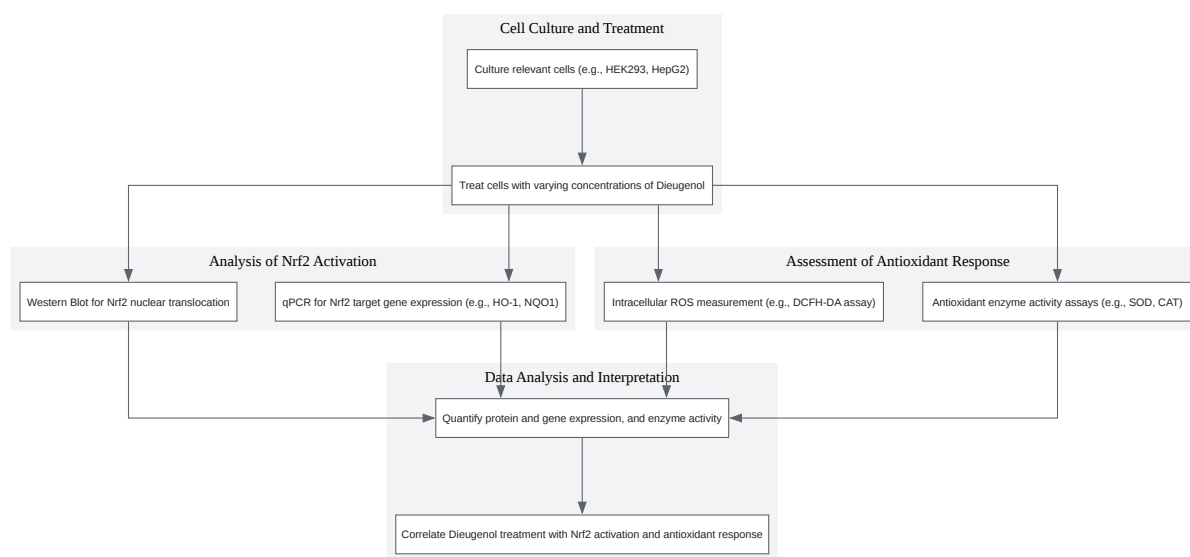 Cell Culture and Treatment
Culture relevant cells (e.g., HEK293, HepG2)
Treat cells with varying concentrations of Dieugenol
Analysis of Nrf2 Activation
Assessment of Antioxidant Response
Western Blot for Nrf2 nuclear translocation
qPCR for Nrf2 target gene expression (e.g., HO-1, NQO1)
Intracellular ROS measurement (e.g., DCFH-DA assay)
Antioxidant enzyme activity assays (e.g., SOD, CAT)
Data Analysis and Interpretation
Quantify protein and gene expression, and enzyme activity
Correlate Dieugenol treatment with Nrf2 activation and antioxidant response